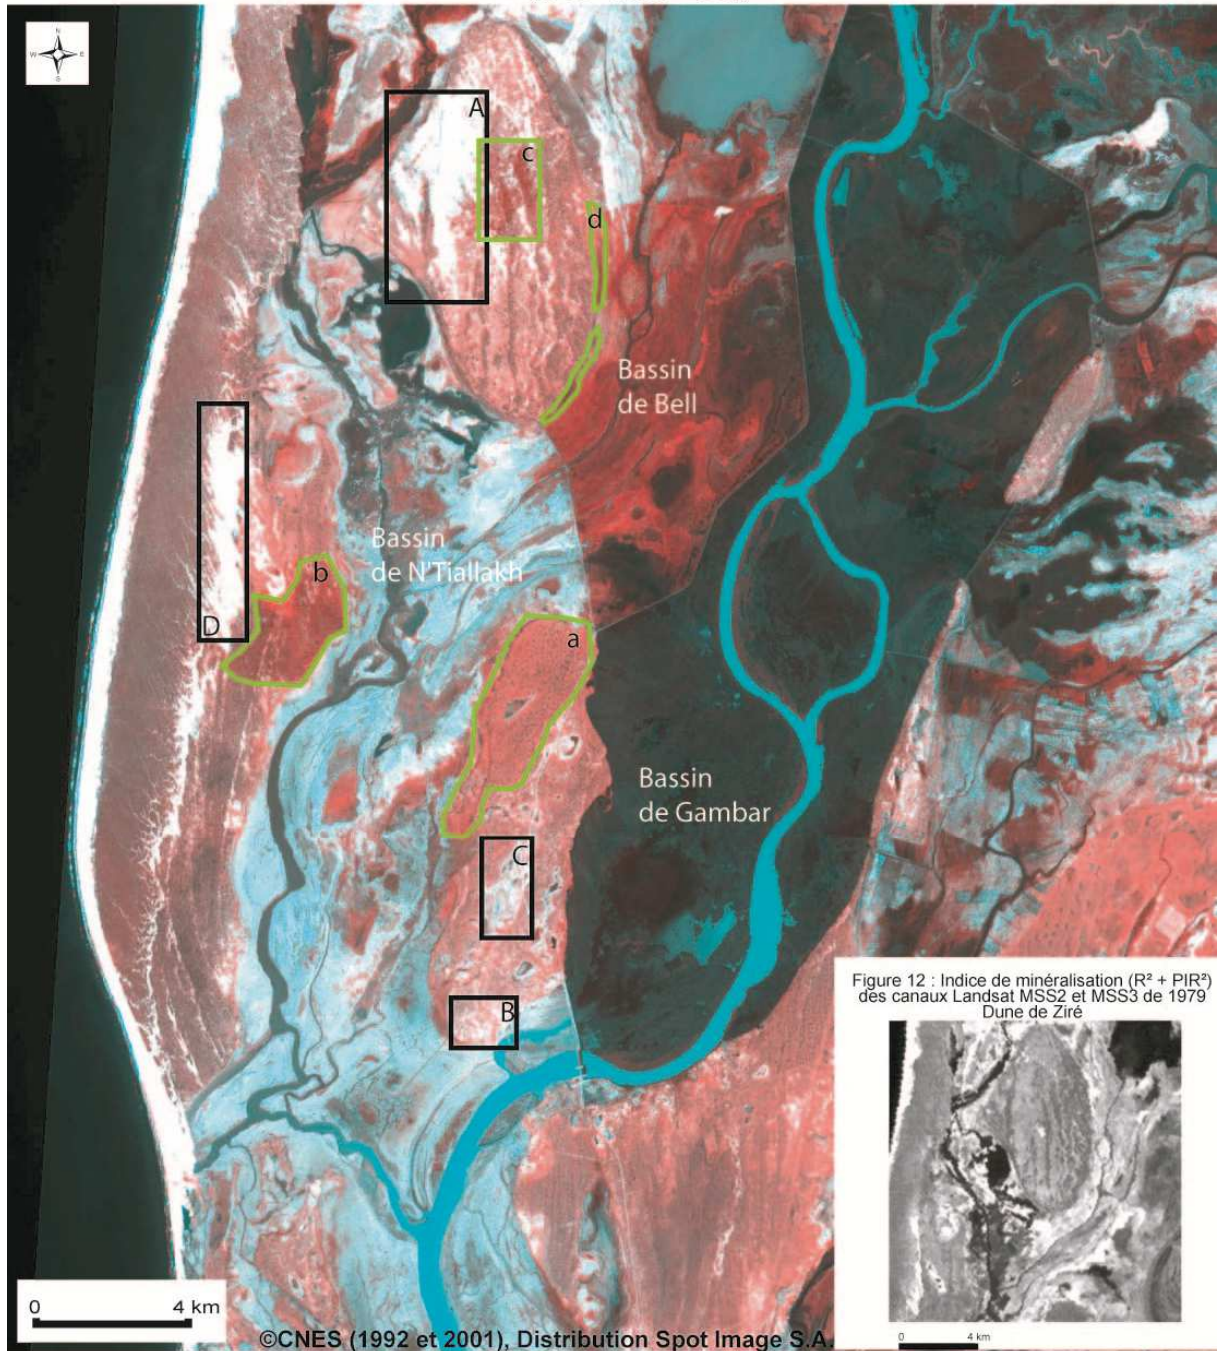 N
W E
S
A
c
d
Bassin
de Bell
Bassin
de N'Tiallakh
b
D
a
Bassin
de Gambar
C
B
Figure 12 : Indice de minéralisation (R² + PIR²)
des canaux Landsat MSS2 et MSS3 de 1979
Dune de Ziré
0 4 km
0 4 km
©CNES (1992 et 2001), Distribution Spot Image S.A.